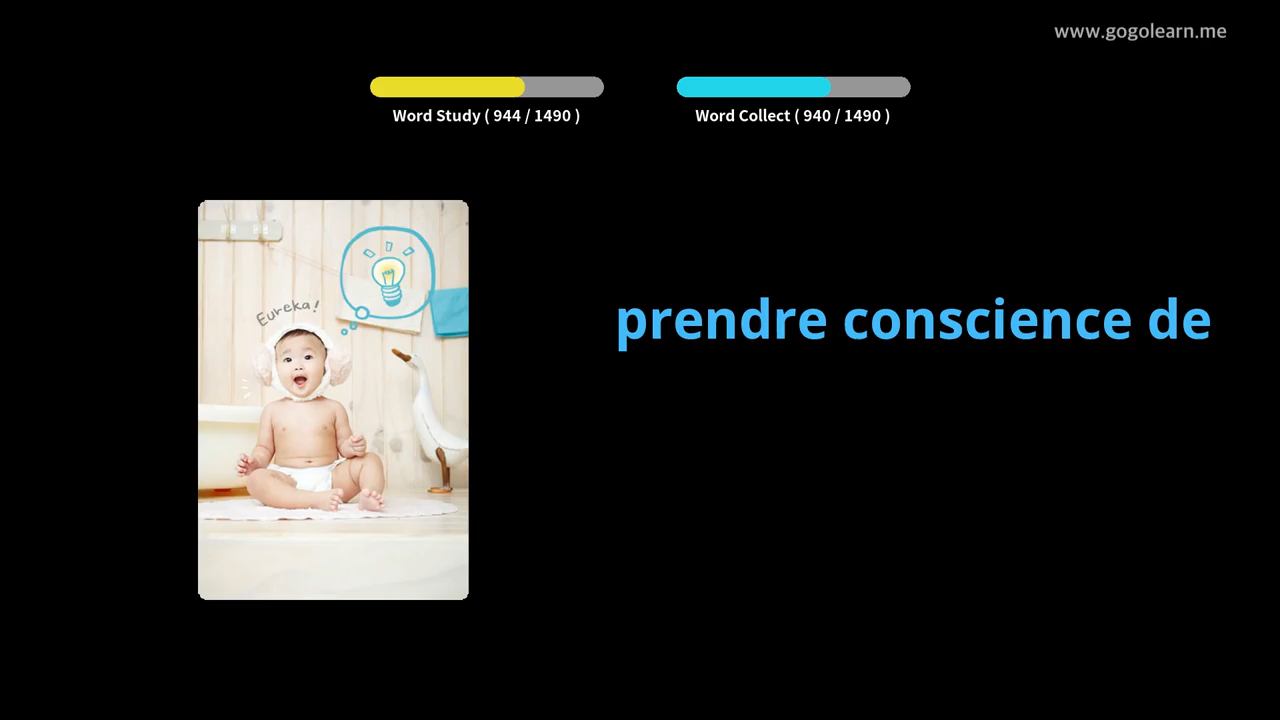 www.gogolearn.me
Word Study ( 944 / 1490 )
Word Collect ( 940 / 1490 )
Eureka!
prendre conscience de